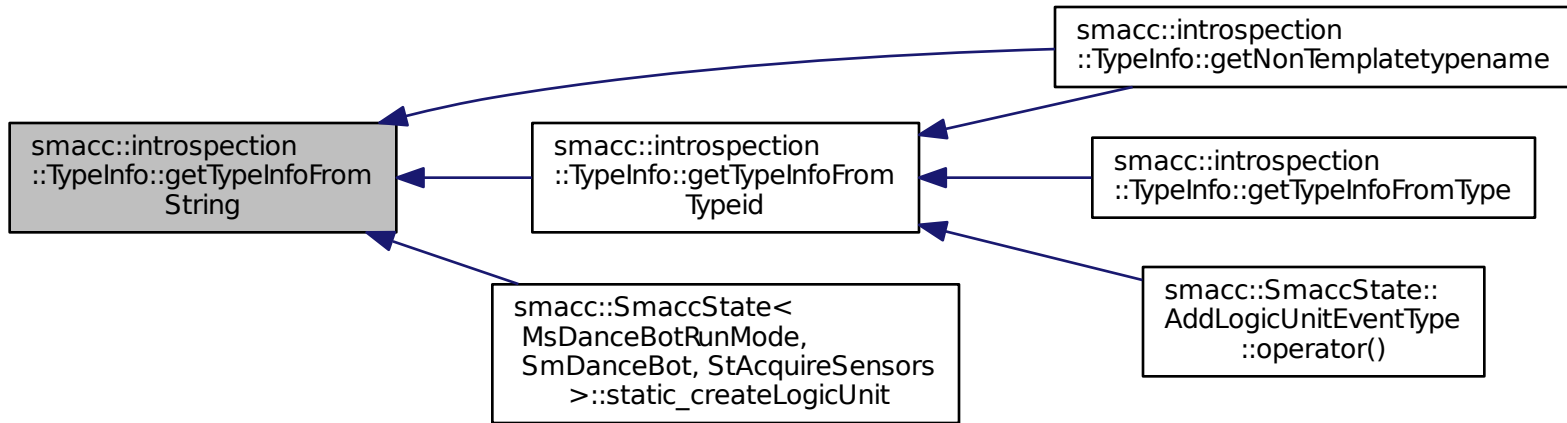 smacc::introspection
::TypeInfo::getTypeInfoFrom
String
smacc::introspection
::TypeInfo::getNonTemplatetypename
smacc::introspection
::TypeInfo::getTypeInfoFrom
Typeid
smacc::SmaccState<
MsDanceBotRunMode,
SmDanceBot, StAcquireSensors
>::static_createLogicUnit
smacc::introspection
::TypeInfo::getTypeInfoFromType
smacc::SmaccState::
AddLogicUnitEventType
::operator()